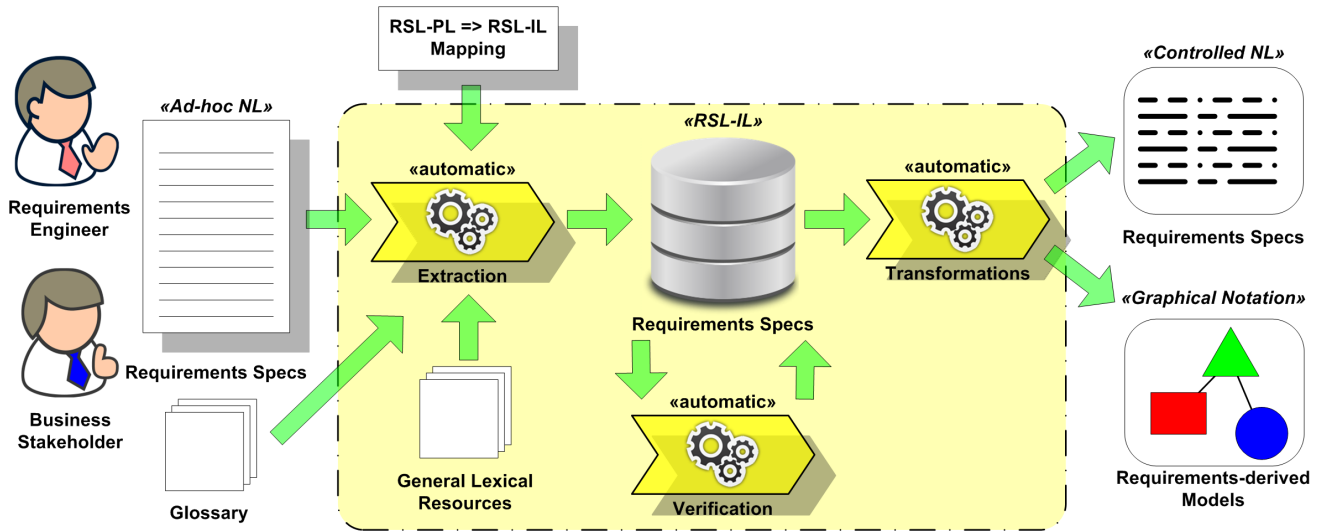 RSL-PL => RSL-IL
Mapping
«Controlled NL»
«Ad-hoc NL»
«RSL-IL»
«automatic»
«automatic»
Requirements
Engineer
Requirements Specs
Extraction
Transformations
«Graphical Notation»
Requirements Specs
Requirements Specs
Business
Stakeholder
«automatic»
General Lexical
Resources
Requirements-derived
Models
Glossary
Verification